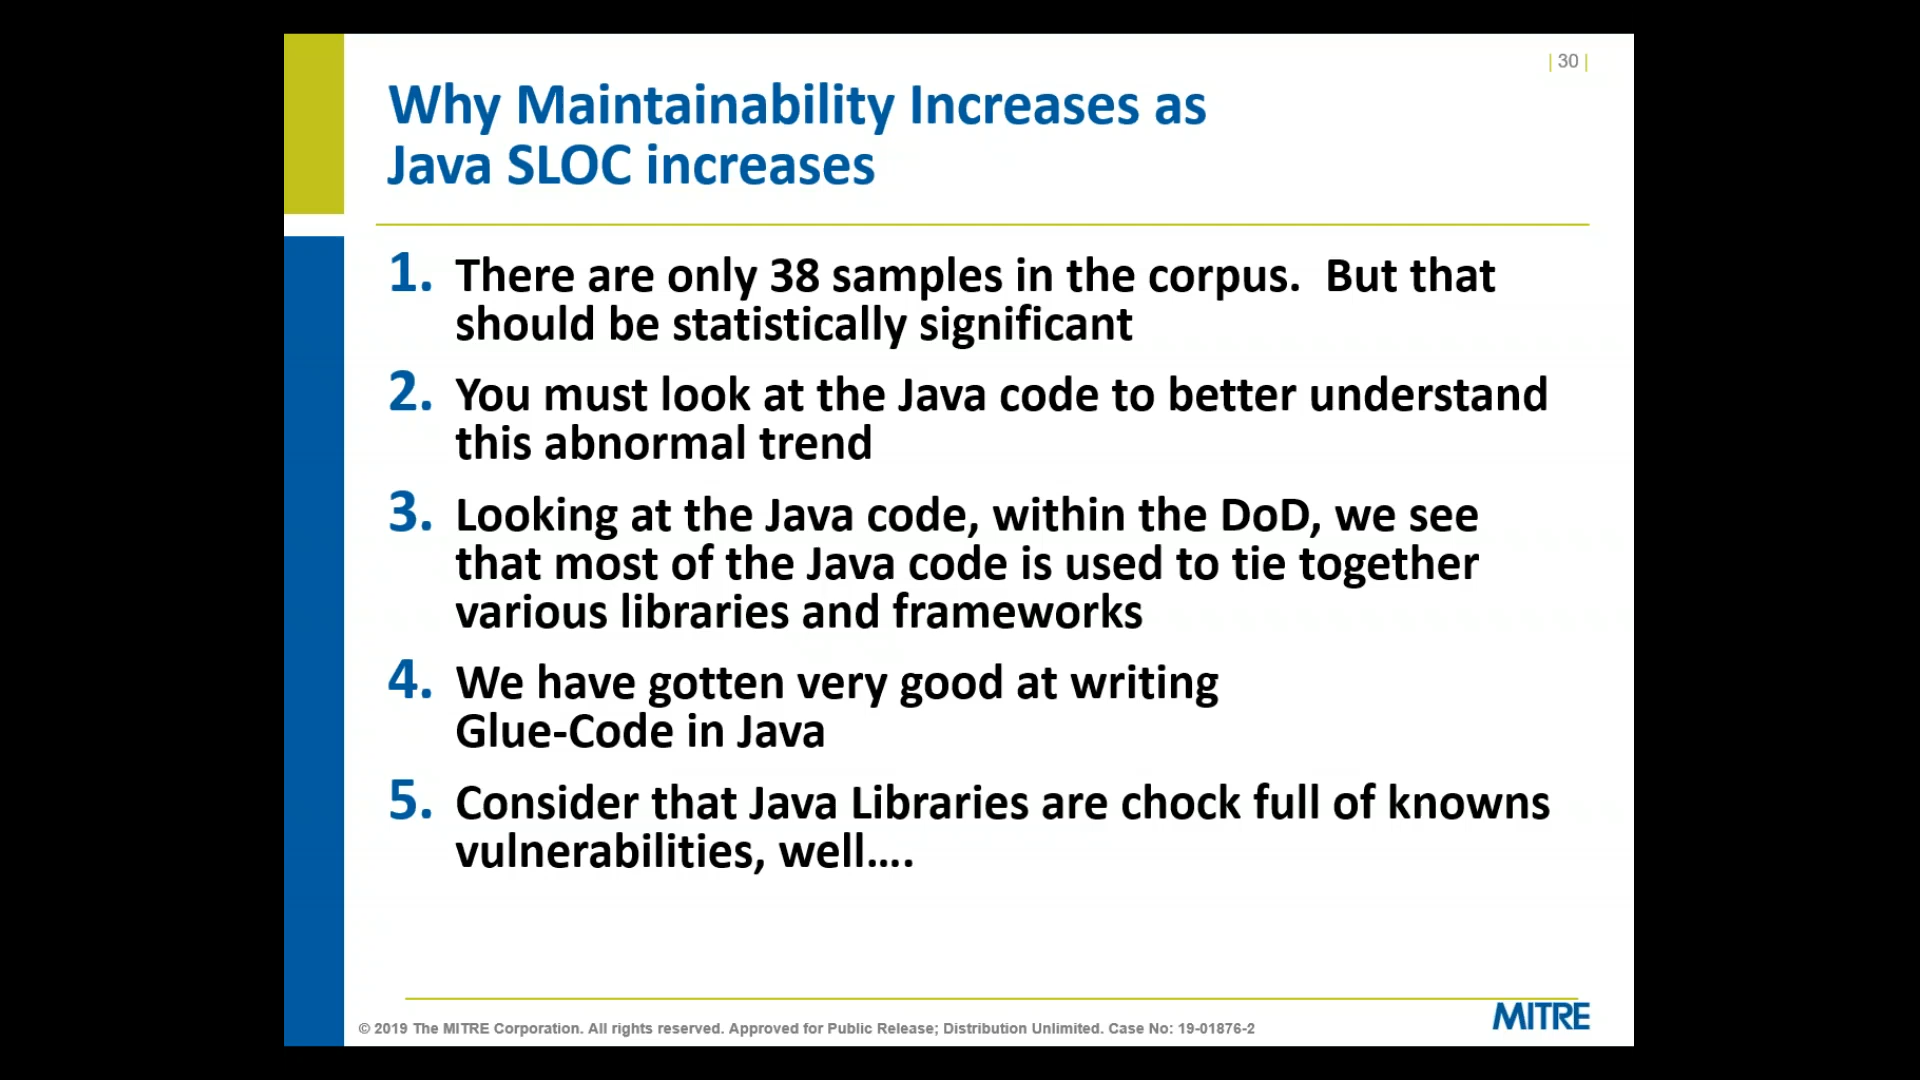 | 30 |
Why Maintainability Increases as
Java SLOC increases
1. There are only 38 samples in the corpus.  But that
should be statistically significant
2. You must look at the Java code to better understand
this abnormal trend
3. Looking at the Java code, within the DoD, we see
that most of the Java code is used to tie together
various libraries and frameworks
4. We have gotten very good at writing
Glue-Code in Java
5. Consider that Java Libraries are chock full of knowns
vulnerabilities, well....
© 2019 The MITRE Corporation. All rights reserved. Approved for Public Release; Distribution Unlimited. Case No: 19-01876-2
MITRE